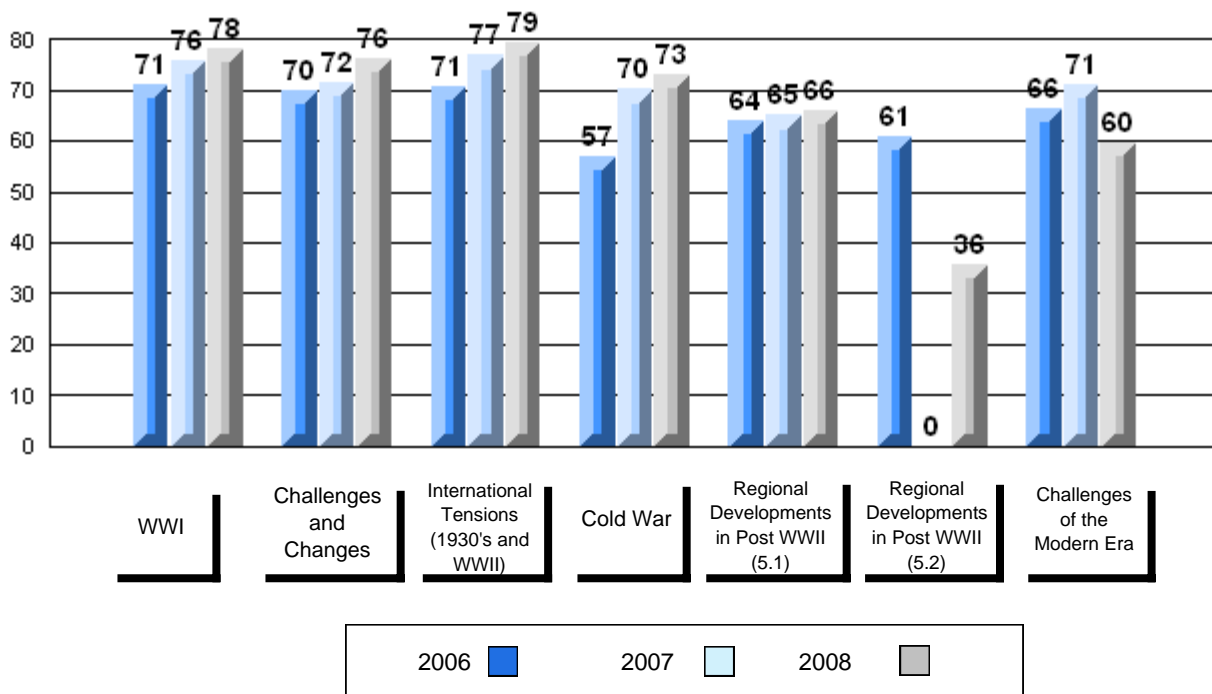 80
70
60
50
40
30
20
10
0
71 76 78
70 72 76
71 77 79
57 70 73
64 65 66
61 0 36
66 71 60
WWI
Challenges
and
Changes
International
Tensions
(1930's and
WWII)
Cold War
Regional
Developments
in Post WWII
(5.1)
Regional
Developments
in Post WWII
(5.2)
Challenges
of the
Modern Era
2006 2007 2008